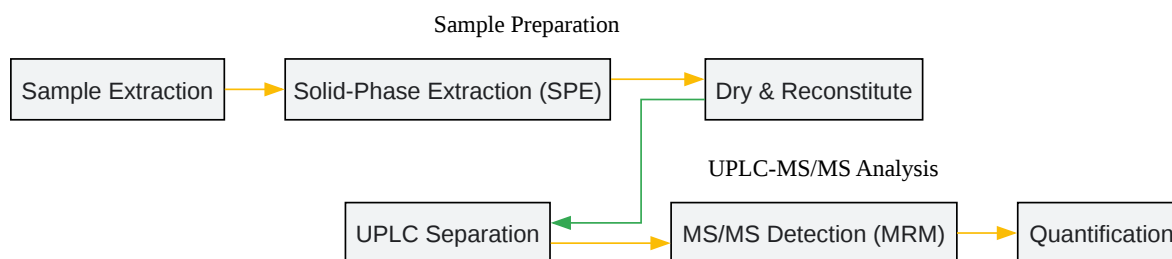 Sample Preparation
Sample Extraction
Solid-Phase Extraction (SPE)
Dry & Reconstitute
UPLC-MS/MS Analysis
UPLC Separation
MS/MS Detection (MRM)
Quantification